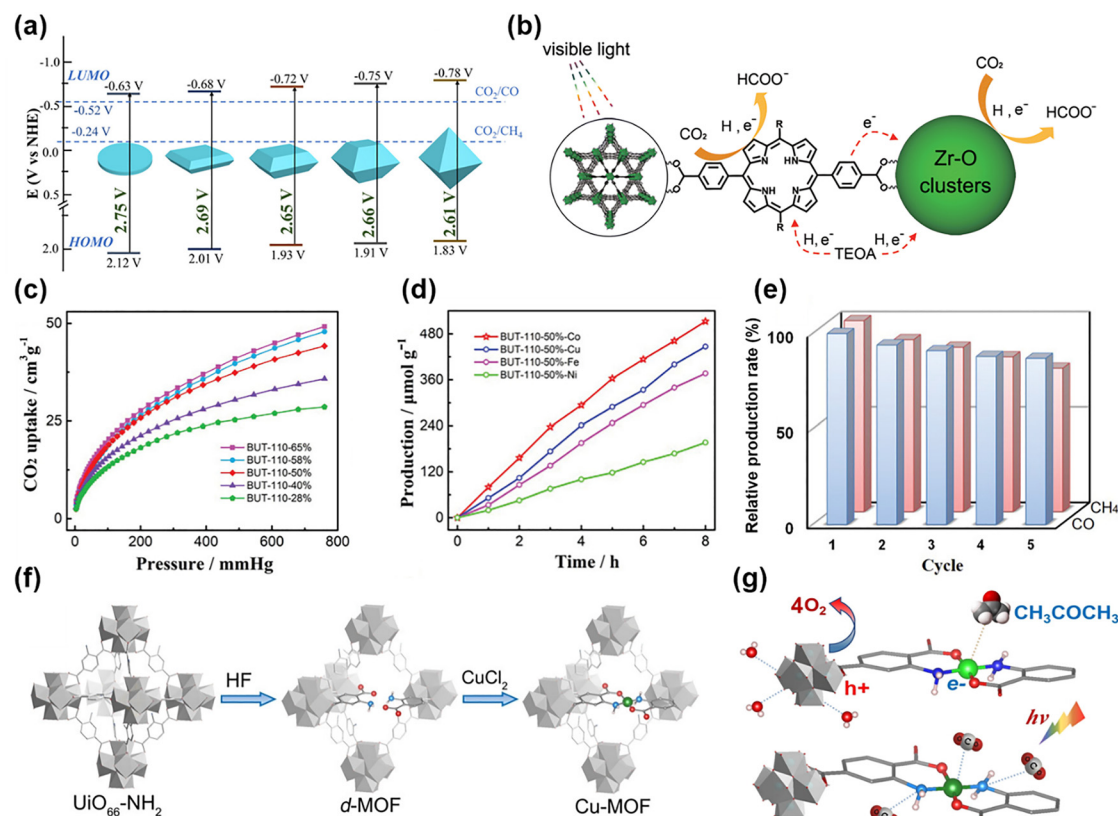 (a)
-1.0
-0.5
0.0
0.5
2.0
E (V vs NHE)
LUMO
HOMO
-0.63 V
-0.68 V
-0.72 V
-0.75 V
-0.78 V
CO₂/CO
-0.52 V
-0.24 V
CO₂/CH₄
2.75 V
2.69 V
2.65 V
2.66 V
2.61 V
2.12 V
2.01 V
1.93 V
1.91 V
1.83 V
(b)
visible light
HCOO⁻
CO₂
H, e⁻
R
N
HN
NH
N
R
O
O
e⁻
O
O
CO₂
H, e⁻
HCOO⁻
Zr-O
clusters
H, e⁻
H, e⁻
TEOA
(c)
CO₂ uptake / cm³ g⁻¹
50
25
0
BUT-110-65%
BUT-110-58%
BUT-110-50%
BUT-110-40%
BUT-110-28%
0 200 400 600 800
Pressure / mmHg
(d)
Production / μmol g⁻¹
480
360
240
120
0
BUT-110-50%-Co
BUT-110-50%-Cu
BUT-110-50%-Fe
BUT-110-50%-Ni
0 2 4 6 8
Time / h
(e)
Relative production rate (%)
100
50
0
1 2 3 4 5
Cycle
CH₄
CO
(f)
HF
CuCl₂
UiO₆₆-NH₂
d-MOF
Cu-MOF
(g)
4O₂
CH₃COCH₃
h+
e-
hν
C
C
C